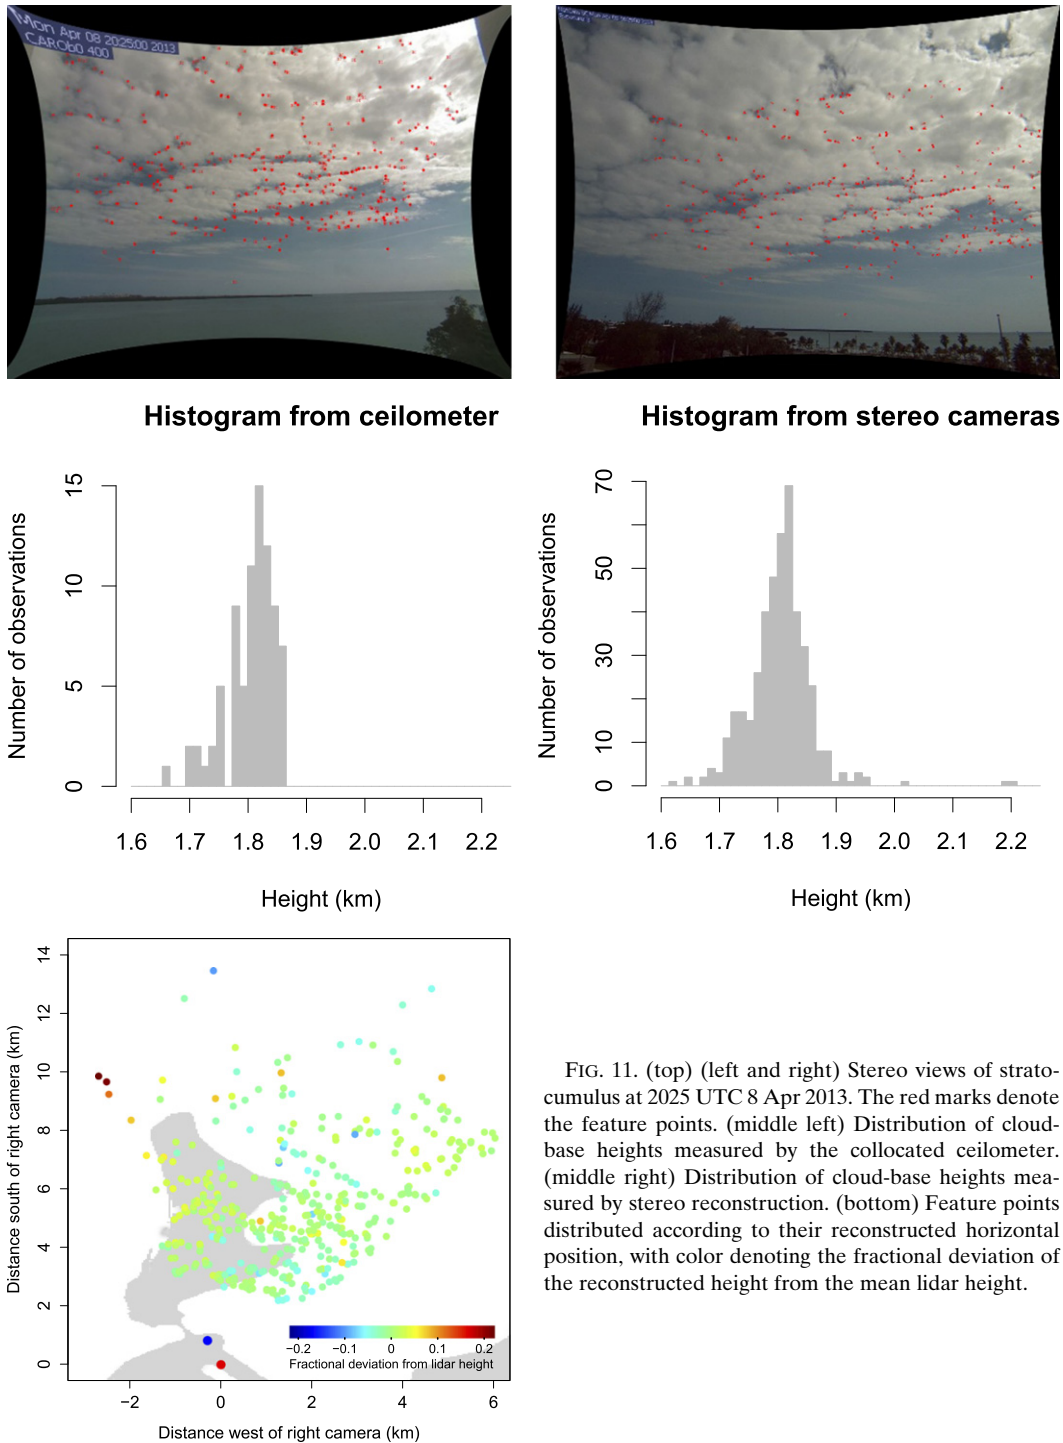 Mon Apr 08 20:25:00 2013
CARObO 400
Histogram from ceilometer
Number of observations
15
10
5
0
1.6 1.7 1.8 1.9 2.0 2.1 2.2
Height (km)
Histogram from stereo cameras
Number of observations
70
50
30
10
0
1.6 1.7 1.8 1.9 2.0 2.1 2.2
Height (km)
Distance south of right camera (km)
14
12
10
8
6
4
2
0
−0.2 −0.1 0 0.1 0.2
Fractional deviation from lidar height
−2 0 2 4 6
Distance west of right camera (km)
FIG. 11. (top) (left and right) Stereo views of strato-
cumulus at 2025 UTC 8 Apr 2013. The red marks denote
the feature points. (middle left) Distribution of cloud-
base heights measured by the collocated ceilometer.
(middle right) Distribution of cloud-base heights mea-
sured by stereo reconstruction. (bottom) Feature points
distributed according to their reconstructed horizontal
position, with color denoting the fractional deviation of
the reconstructed height from the mean lidar height.